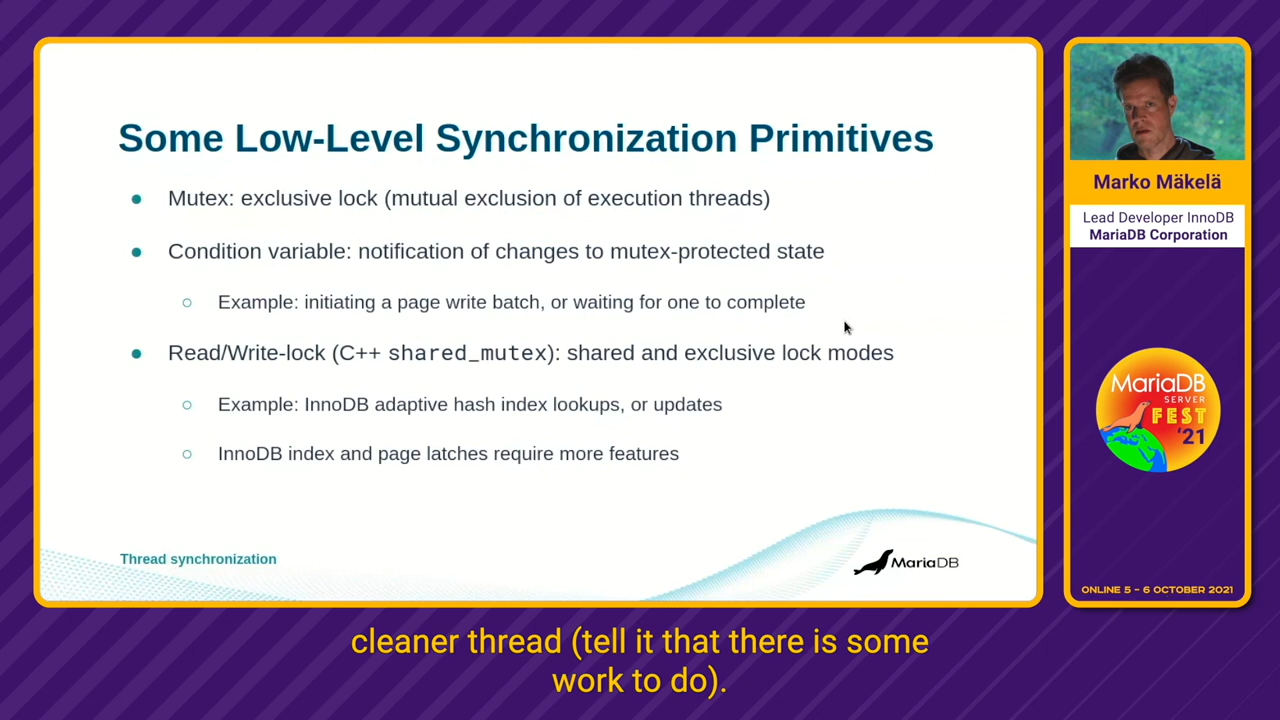 Some Low-Level Synchronization Primitives
● Mutex: exclusive lock (mutual exclusion of execution threads)
● Condition variable: notification of changes to mutex-protected state
○ Example: initiating a page write batch, or waiting for one to complete
● Read/Write-lock (C++ shared_mutex): shared and exclusive lock modes
○ Example: InnoDB adaptive hash index lookups, or updates
○ InnoDB index and page latches require more features
Thread synchronization
MariaDB
Marko Mäkelä
Lead Developer InnoDB
MariaDB Corporation
MariaDB
SERVER
FEST
'21
ONLINE 5 - 6 OCTOBER 2021
cleaner thread (tell it that there is some
work to do).